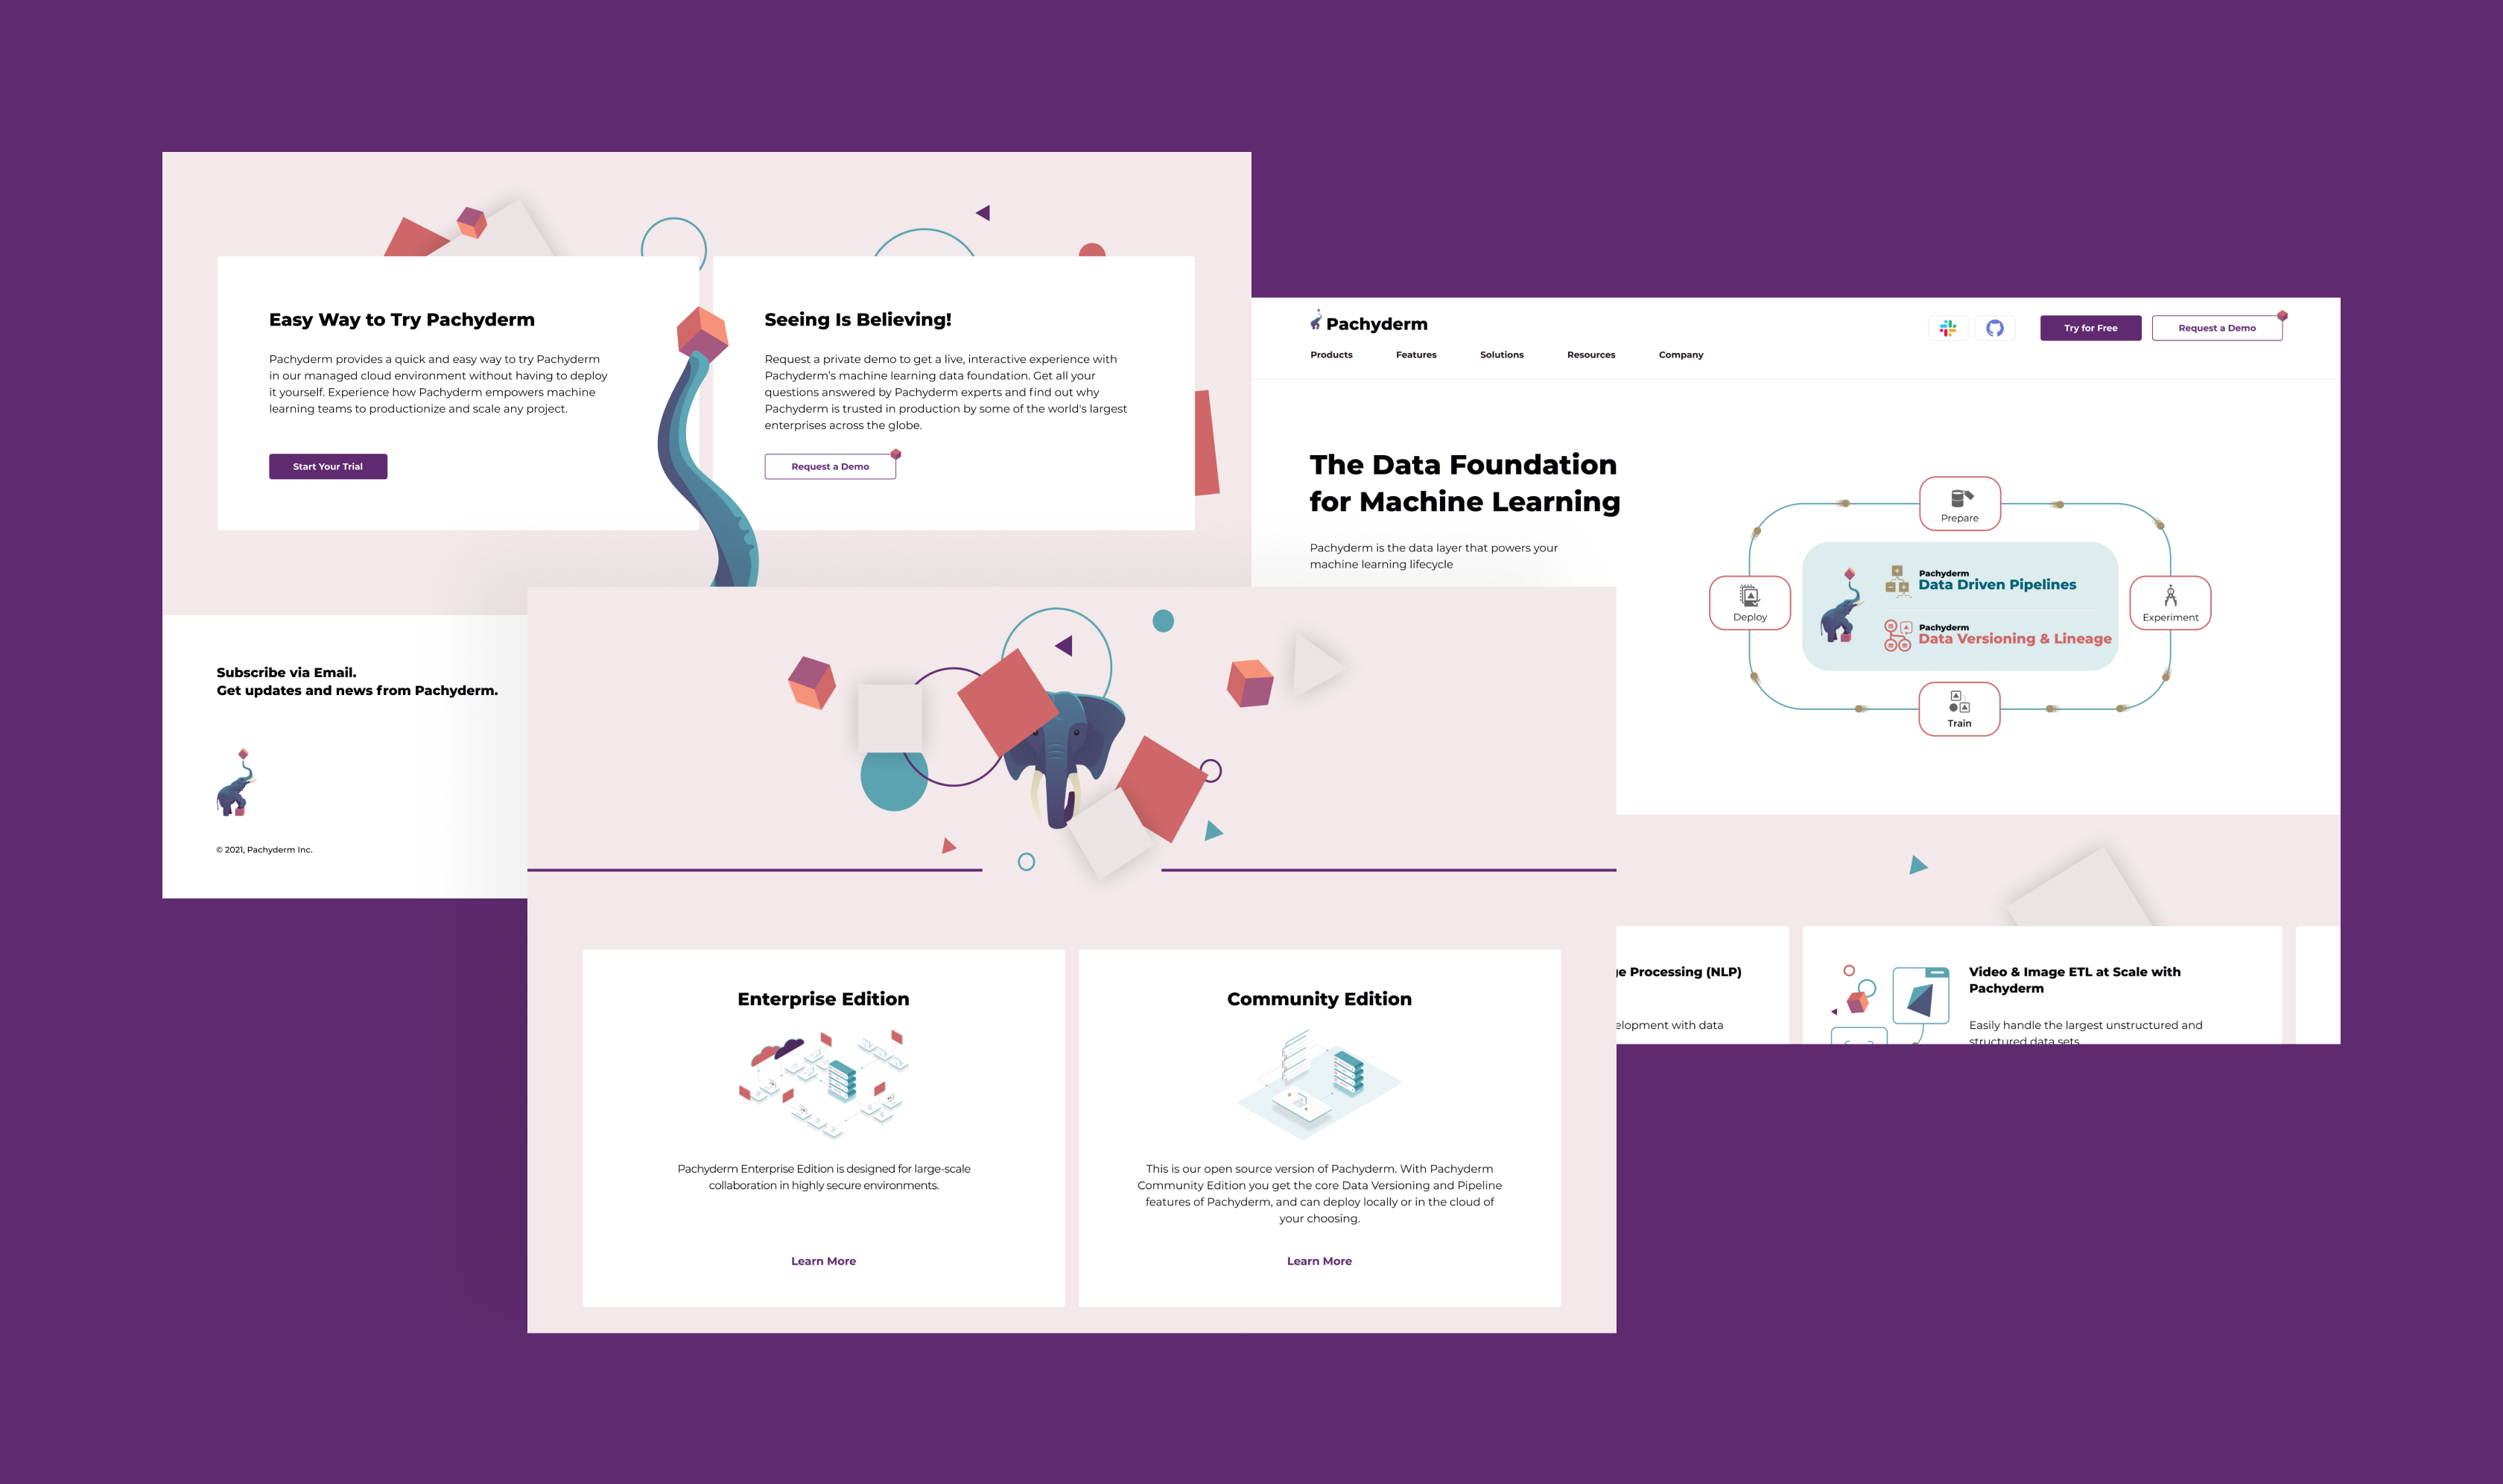 Easy Way to Try Pachyderm
Pachyderm provides a quick and easy way to try Pachyderm
in our managed cloud environment without having to deploy
it yourself. Experience how Pachyderm empowers machine
learning teams to productionize and scale any project.
Start Your Trial
Seeing Is Believing!
Request a private demo to get a live, interactive experience with
Pachyderm's machine learning data foundation. Get all your
questions answered by Pachyderm experts and find out why
Pachyderm is trusted in production by some of the world's largest
enterprises across the globe.
Request a Demo
Subscribe via Email.
Get updates and news from Pachyderm.
© 2021, Pachyderm Inc.
Pachyderm
Products
Features
Solutions
Resources
Company
Try for Free
Request a Demo
The Data Foundation
for Machine Learning
Pachyderm is the data layer that powers your
machine learning lifecycle
Prepare
Deploy
Pachyderm
Data Driven Pipelines
Pachyderm
Data Versioning & Lineage
Experiment
Train
Processing (NLP)
with data
Video & Image ETL at Scale with
Pachyderm
Easily handle the largest unstructured and
structured data sets
Enterprise Edition
Pachyderm Enterprise Edition is designed for large-scale
collaboration in highly secure environments.
Learn More
Community Edition
This is our open source version of Pachyderm. With Pachyderm
Community Edition you get the core Data Versioning and Pipeline
features of Pachyderm, and can deploy locally or in the cloud of
your choosing.
Learn More